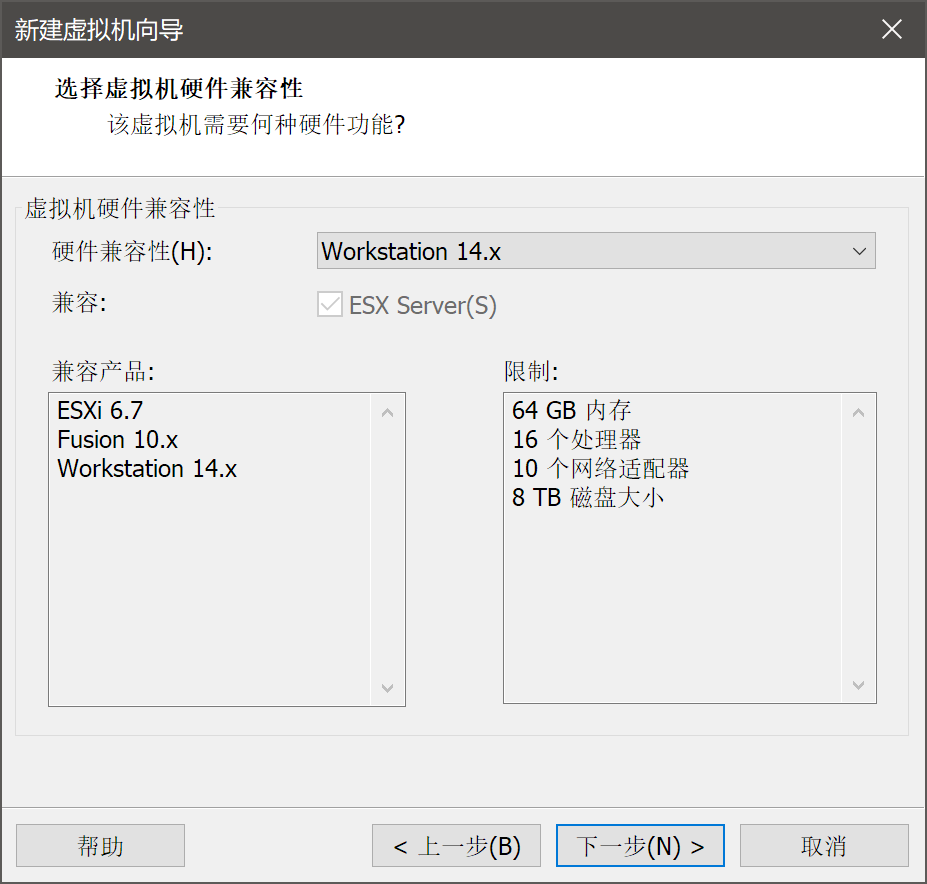 新建虚拟机向导
选择虚拟机硬件兼容性
该虚拟机需要何种硬件功能?
虚拟机硬件兼容性
硬件兼容性(H):
Workstation 14.x
兼容:
ESX Server(S)
兼容产品:
ESXi 6.7
Fusion 10.x
Workstation 14.x
限制:
64 GB 内存
16 个处理器
10 个网络适配器
8 TB 磁盘大小
帮助
< 上一步(B)
下一步(N) >
取消